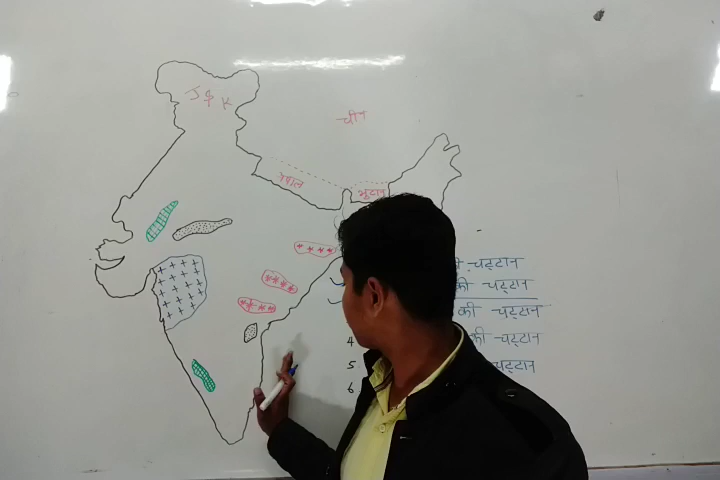 J & K
चीन
नेपाल
भूटान
की चट्टान
की चट्टान
की चट्टान
4 की चट्टान
5 चट्टान
6